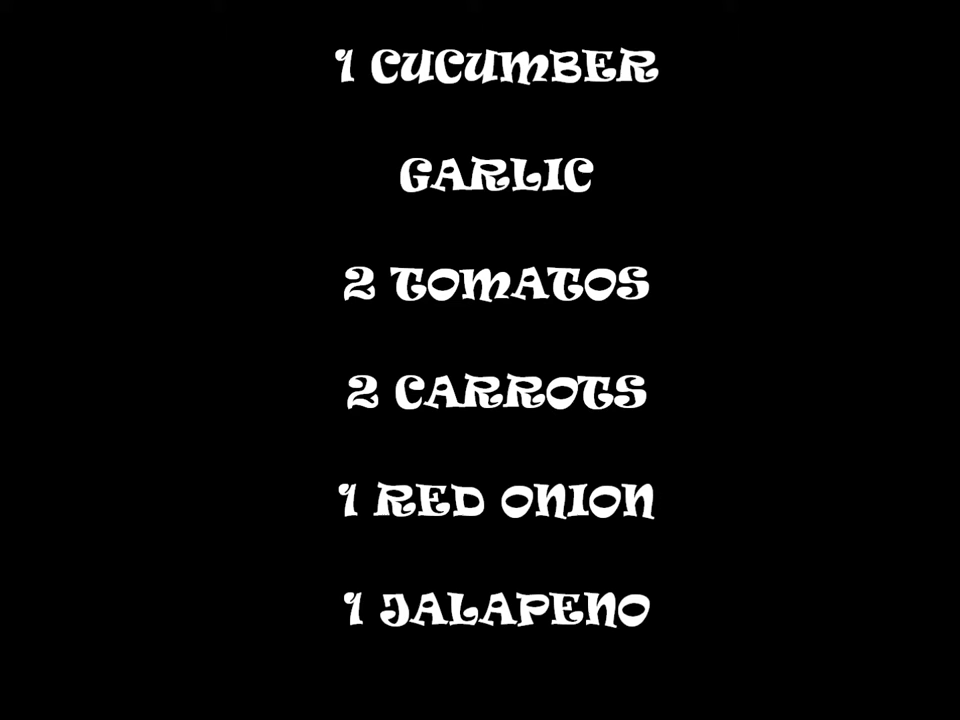 1 CUCUMBER
GARLIC
2 TOMATOS
2 CARROTS
1 RED ONION
1 JALAPENO